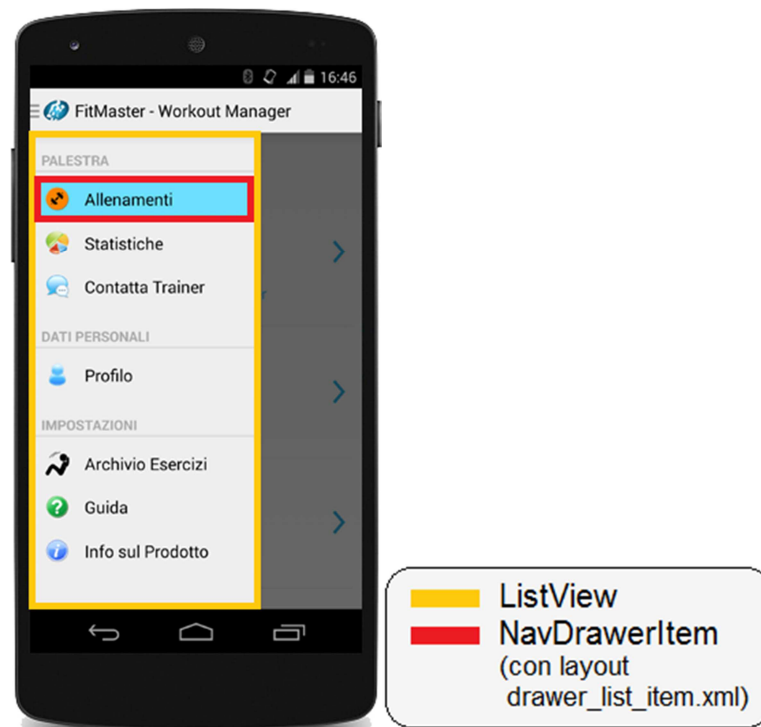 16:46
FitMaster - Workout Manager
PALESTRA
Allenamenti
Statistiche
Contatta Trainer
r
DATI PERSONALI
Profilo
IMPOSTAZIONI
Archivio Esercizi
Guida
Info sul Prodotto
ListView
NavDrawerItem
(con layout
drawer_list_item.xml)